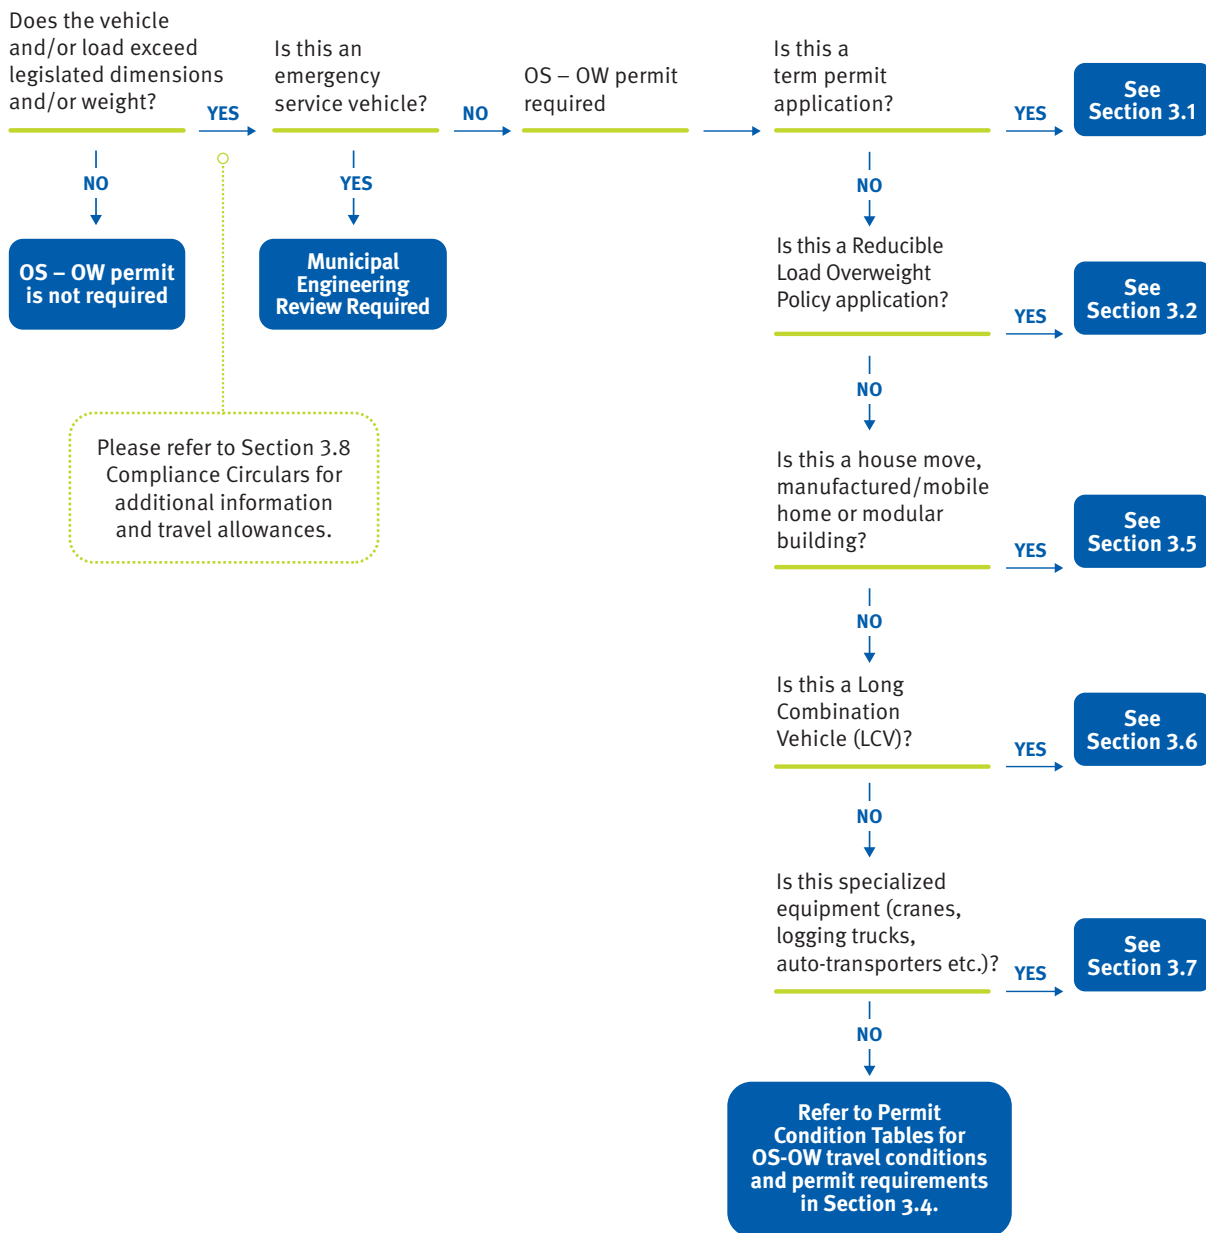 Does the vehicle
and/or load exceed
legislated dimensions
and/or weight?
YES
Is this an
emergency
service vehicle?
NO
OS – OW permit
required
Is this a
term permit
application?
YES
See
Section 3.1
NO
OS – OW permit
is not required
YES
Municipal
Engineering
Review Required
Please refer to Section 3.8
Compliance Circulars for
additional information
and travel allowances.
NO
Is this a Reducible
Load Overweight
Policy application?
YES
See
Section 3.2
NO
Is this a house move,
manufactured/mobile
home or modular
building?
YES
See
Section 3.5
NO
Is this a Long
Combination
Vehicle (LCV)?
YES
See
Section 3.6
NO
Is this specialized
equipment (cranes,
logging trucks,
auto-transporters etc.)?
YES
See
Section 3.7
NO
Refer to Permit
Condition Tables for
OS-OW travel conditions
and permit requirements
in Section 3.4.